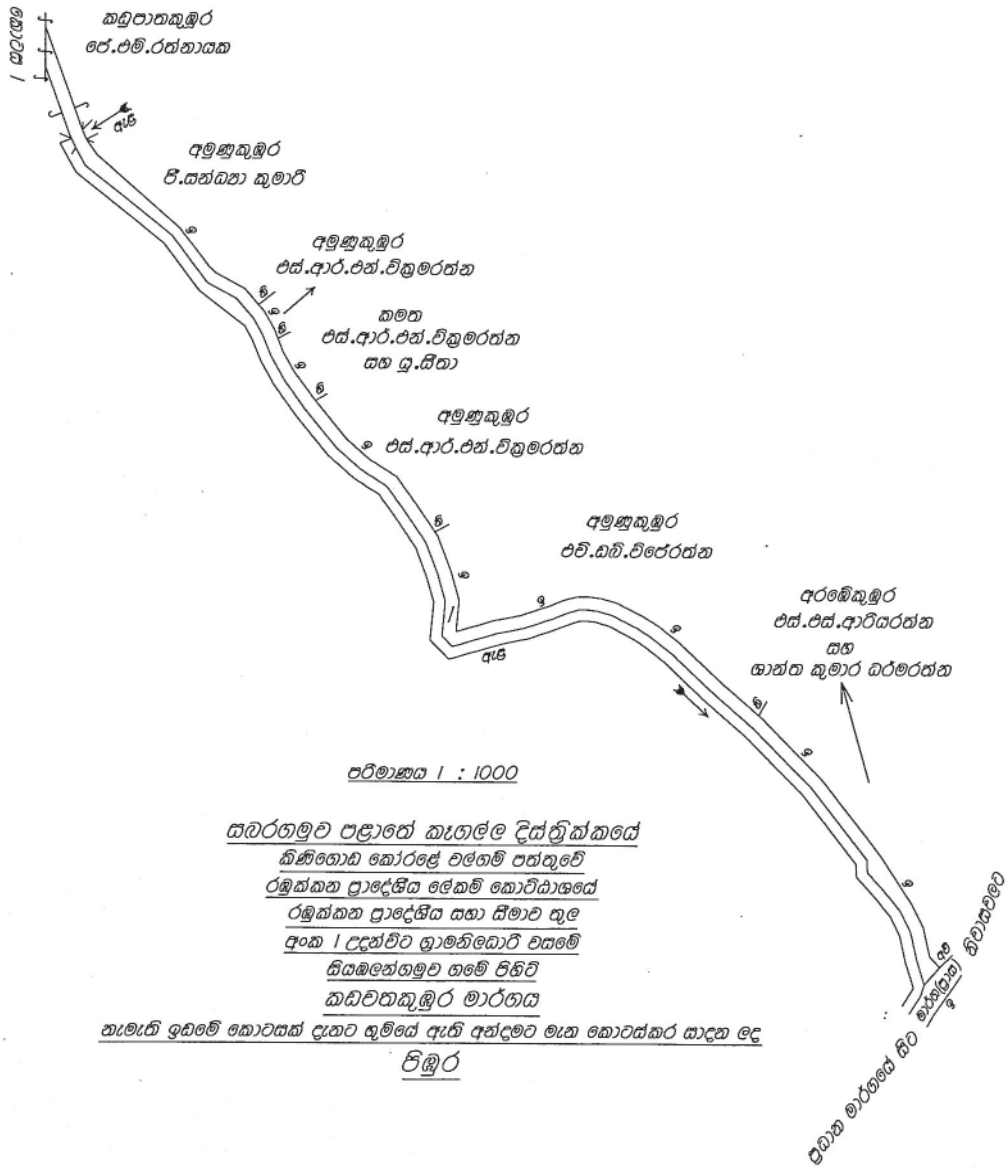 කඩුපාතකුඹුර
ජේ.එම්.රත්නායක
ඇළ
අමුණුකුඹුර
පී.සන්ධ්‍යා කුමාරි
ඉ
අමුණුකුඹුර
එස්.ආර්.එන්.වික්‍රමරත්න
නි
ඉ
නි
කමත
එස්.ආර්.එන්.වික්‍රමරත්න
සහ යූ.සීතා
ඉ
නි
අමුණුකුඹුර
ඉ
එස්.ආර්.එන්.වික්‍රමරත්න
නි
අමුණුකුඹුර
එච්.ඩබ්.විජේරත්න
ඉ
ඉ
ඉ
ඇළ
අරඹේකුඹුර
එස්.එස්.ආරියරත්න
සහ
ශාන්ත කුමාර ධර්මරත්න
නි
ඉ
පරිමාණය 1 : 1000
සබරගමුව පළාතේ කෑගල්ල දිස්ත්‍රික්කයේ
කිණිගොඩ කෝරළේ වල්ගම් පත්තුවේ
රඹුක්කන ප්‍රාදේශීය ලේකම් කොට්ඨාශයේ
රඹුක්කන ප්‍රාදේශීය සභා සීමාව තුල
අංක 1 උදන්විට ග්‍රාමනිලධාරී වසමේ
සියඹලන්ගමුව ගමේ පිහිටි
කඩවතකුඹුර මාර්ගය
නැමැති ඉඩමේ කොටසක් දැනට භූමියේ ඇති අන්දමට මැන කොටස්කර සාදන ලද
පිඹුර
ඉ
අව
ප්‍රධාන මාර්ගයේ සිට මාර්ග(ප්‍රාස) නිවාසවලට
ඉ